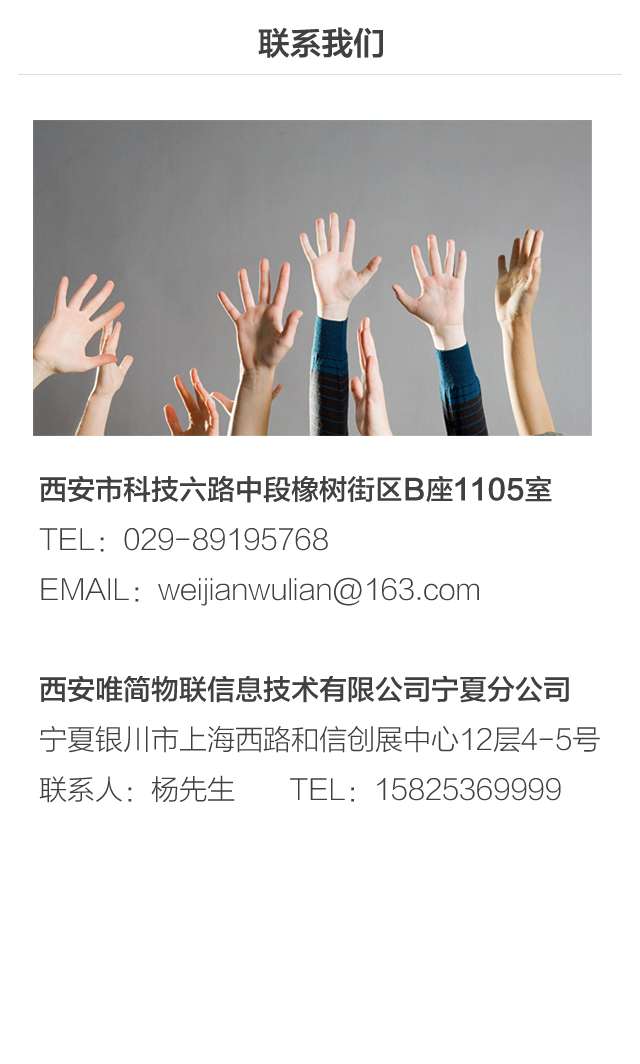 联系我们
西安市科技六路中段橡树街区B座1105室
TEL：029-89195768
EMAIL：weijianwulian@163.com
西安唯简物联信息技术有限公司宁夏分公司
宁夏银川市上海西路和信创展中心12层4-5号
联系人：杨先生 TEL：15825369999